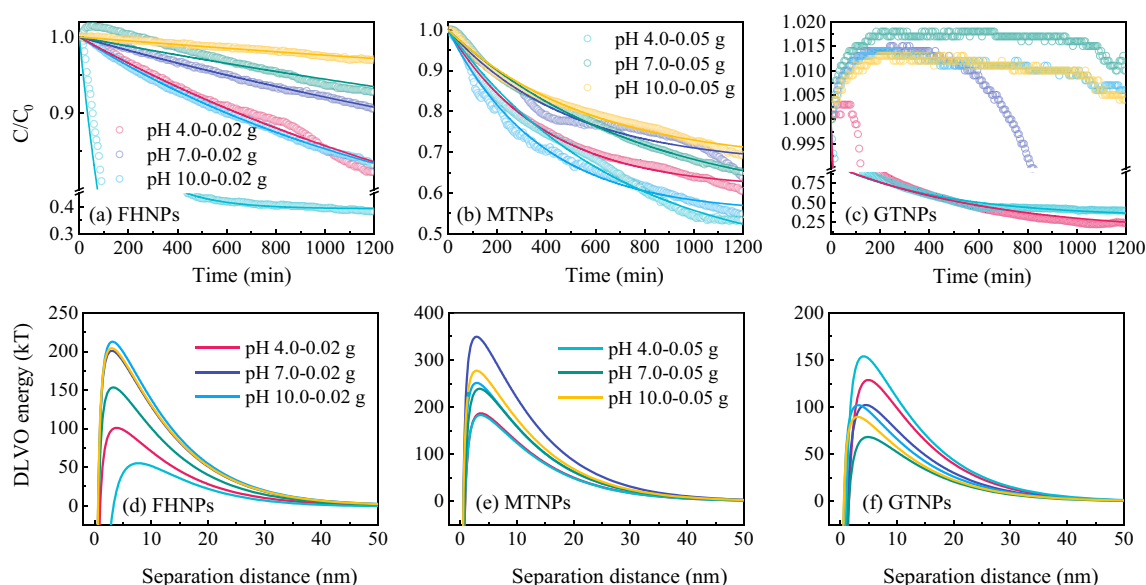 C/C0
1.0
0.9
0.4
0.3
pH 4.0-0.02 g
pH 7.0-0.02 g
pH 10.0-0.02 g
(a) FHNPs
0 200 400 600 800 1000 1200
Time (min)
1.0
0.9
0.8
0.7
0.6
0.5
pH 4.0-0.05 g
pH 7.0-0.05 g
pH 10.0-0.05 g
(b) MTNPs
0 200 400 600 800 1000 1200
Time (min)
1.020
1.015
1.010
1.005
1.000
0.995
0.75
0.50
0.25
(c) GTNPs
0 200 400 600 800 1000 1200
Time (min)
DLVO energy (kT)
250
200
150
100
50
0
pH 4.0-0.02 g
pH 7.0-0.02 g
pH 10.0-0.02 g
(d) FHNPs
0 10 20 30 40 50
Separation distance (nm)
400
300
200
100
0
pH 4.0-0.05 g
pH 7.0-0.05 g
pH 10.0-0.05 g
(e) MTNPs
0 10 20 30 40 50
Separation distance (nm)
200
150
100
50
0
(f) GTNPs
0 10 20 30 40 50
Separation distance (nm)